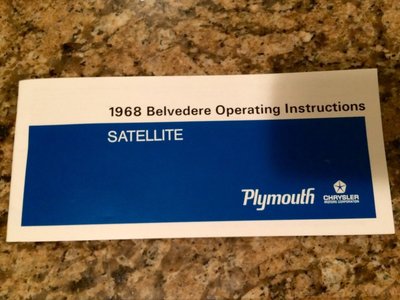 1968 Belvedere Operating Instructions
SATELLITE
Plymouth
CHRYSLER
MOTORS CORPORATION